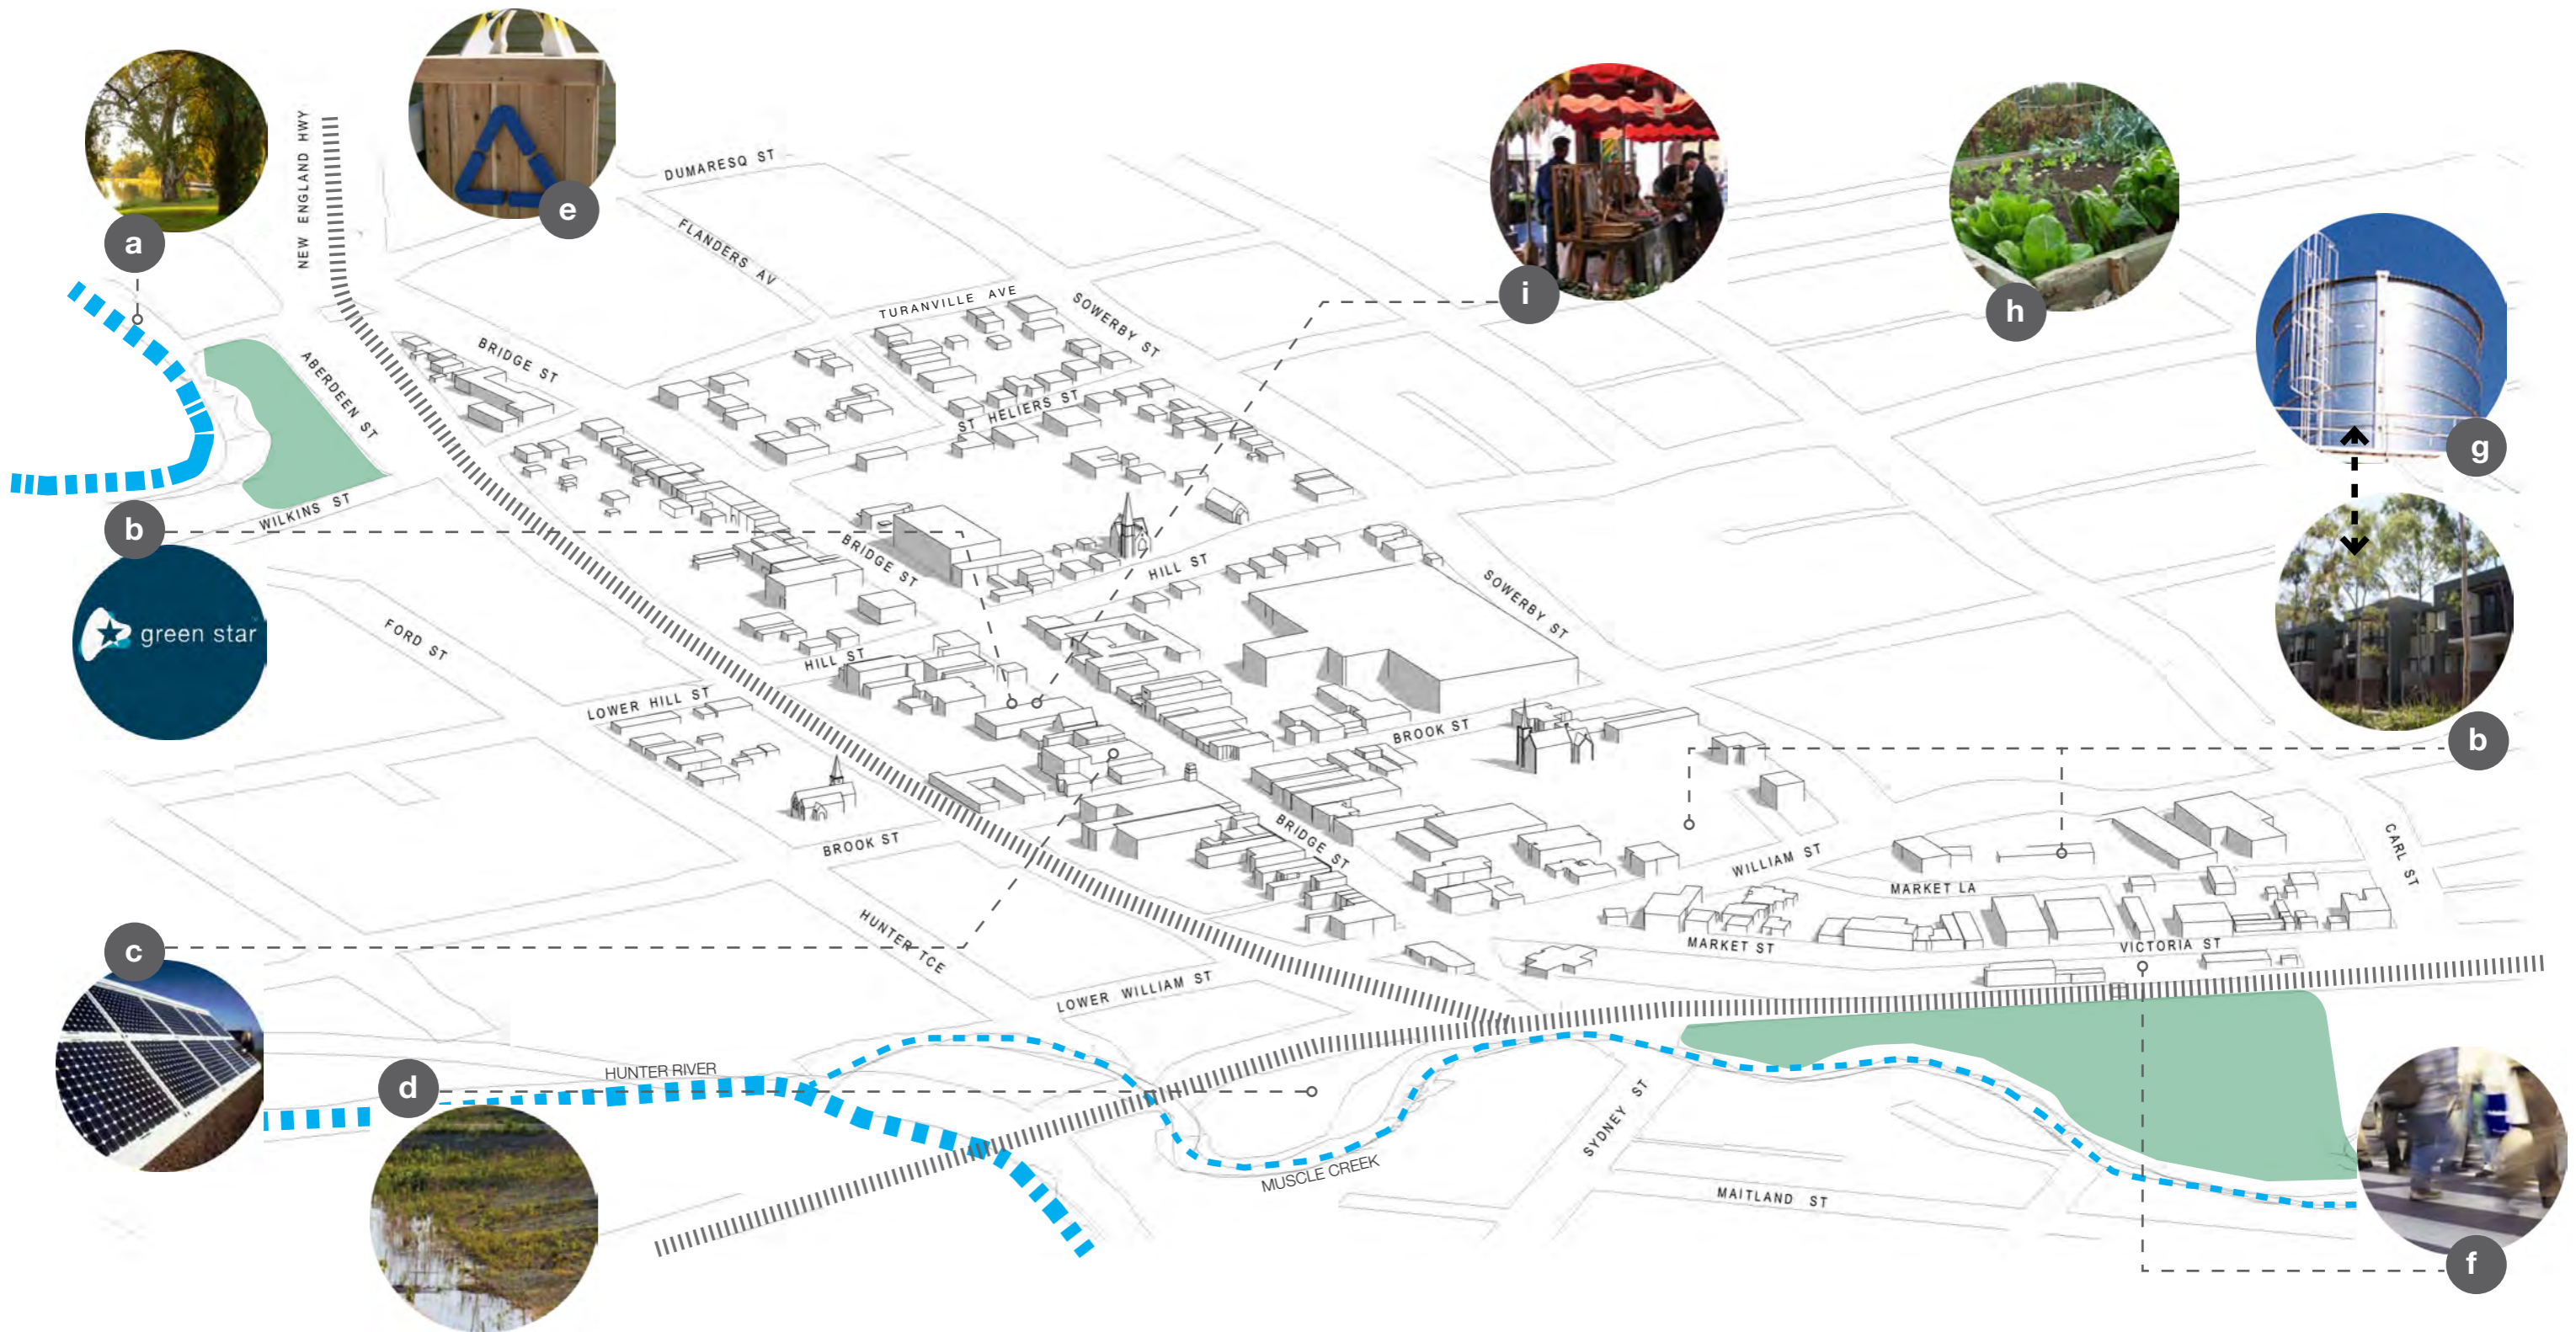 DUMARESQ ST
NEW ENGLAND HWY
e
FLANDERS AV
a
TURANVILLE AVE
i
h
SOWERBY ST
BRIDGE ST
ABERDEEN ST
ST HELIERS ST
g
WILKINS ST
b
BRIDGE ST
HILL ST
SOWERBY ST
green star
FORD ST
HILL ST
LOWER HILL ST
BROOK ST
b
BRIDGE ST
BROOK ST
WILLIAM ST
CARL ST
MARKET LA
HUNTER TCE
MARKET ST
VICTORIA ST
c
LOWER WILLIAM ST
HUNTER RIVER
d
SYDNEY ST
MUSCLE CREEK
MAITLAND ST
f